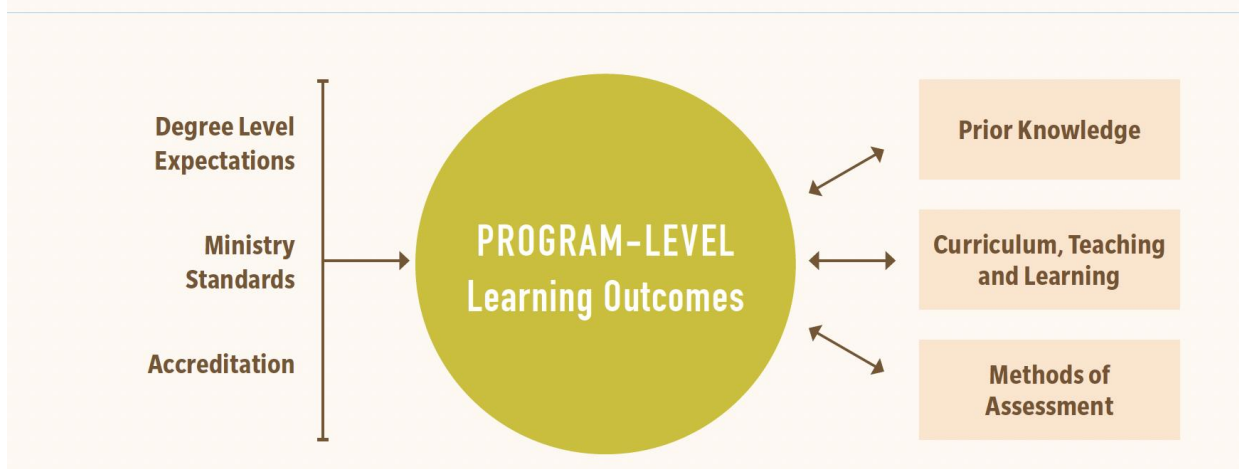 Degree Level
Expectations
Ministry
Standards
Accreditation
PROGRAM-LEVEL
Learning Outcomes
Prior Knowledge
Curriculum, Teaching
and Learning
Methods of
Assessment